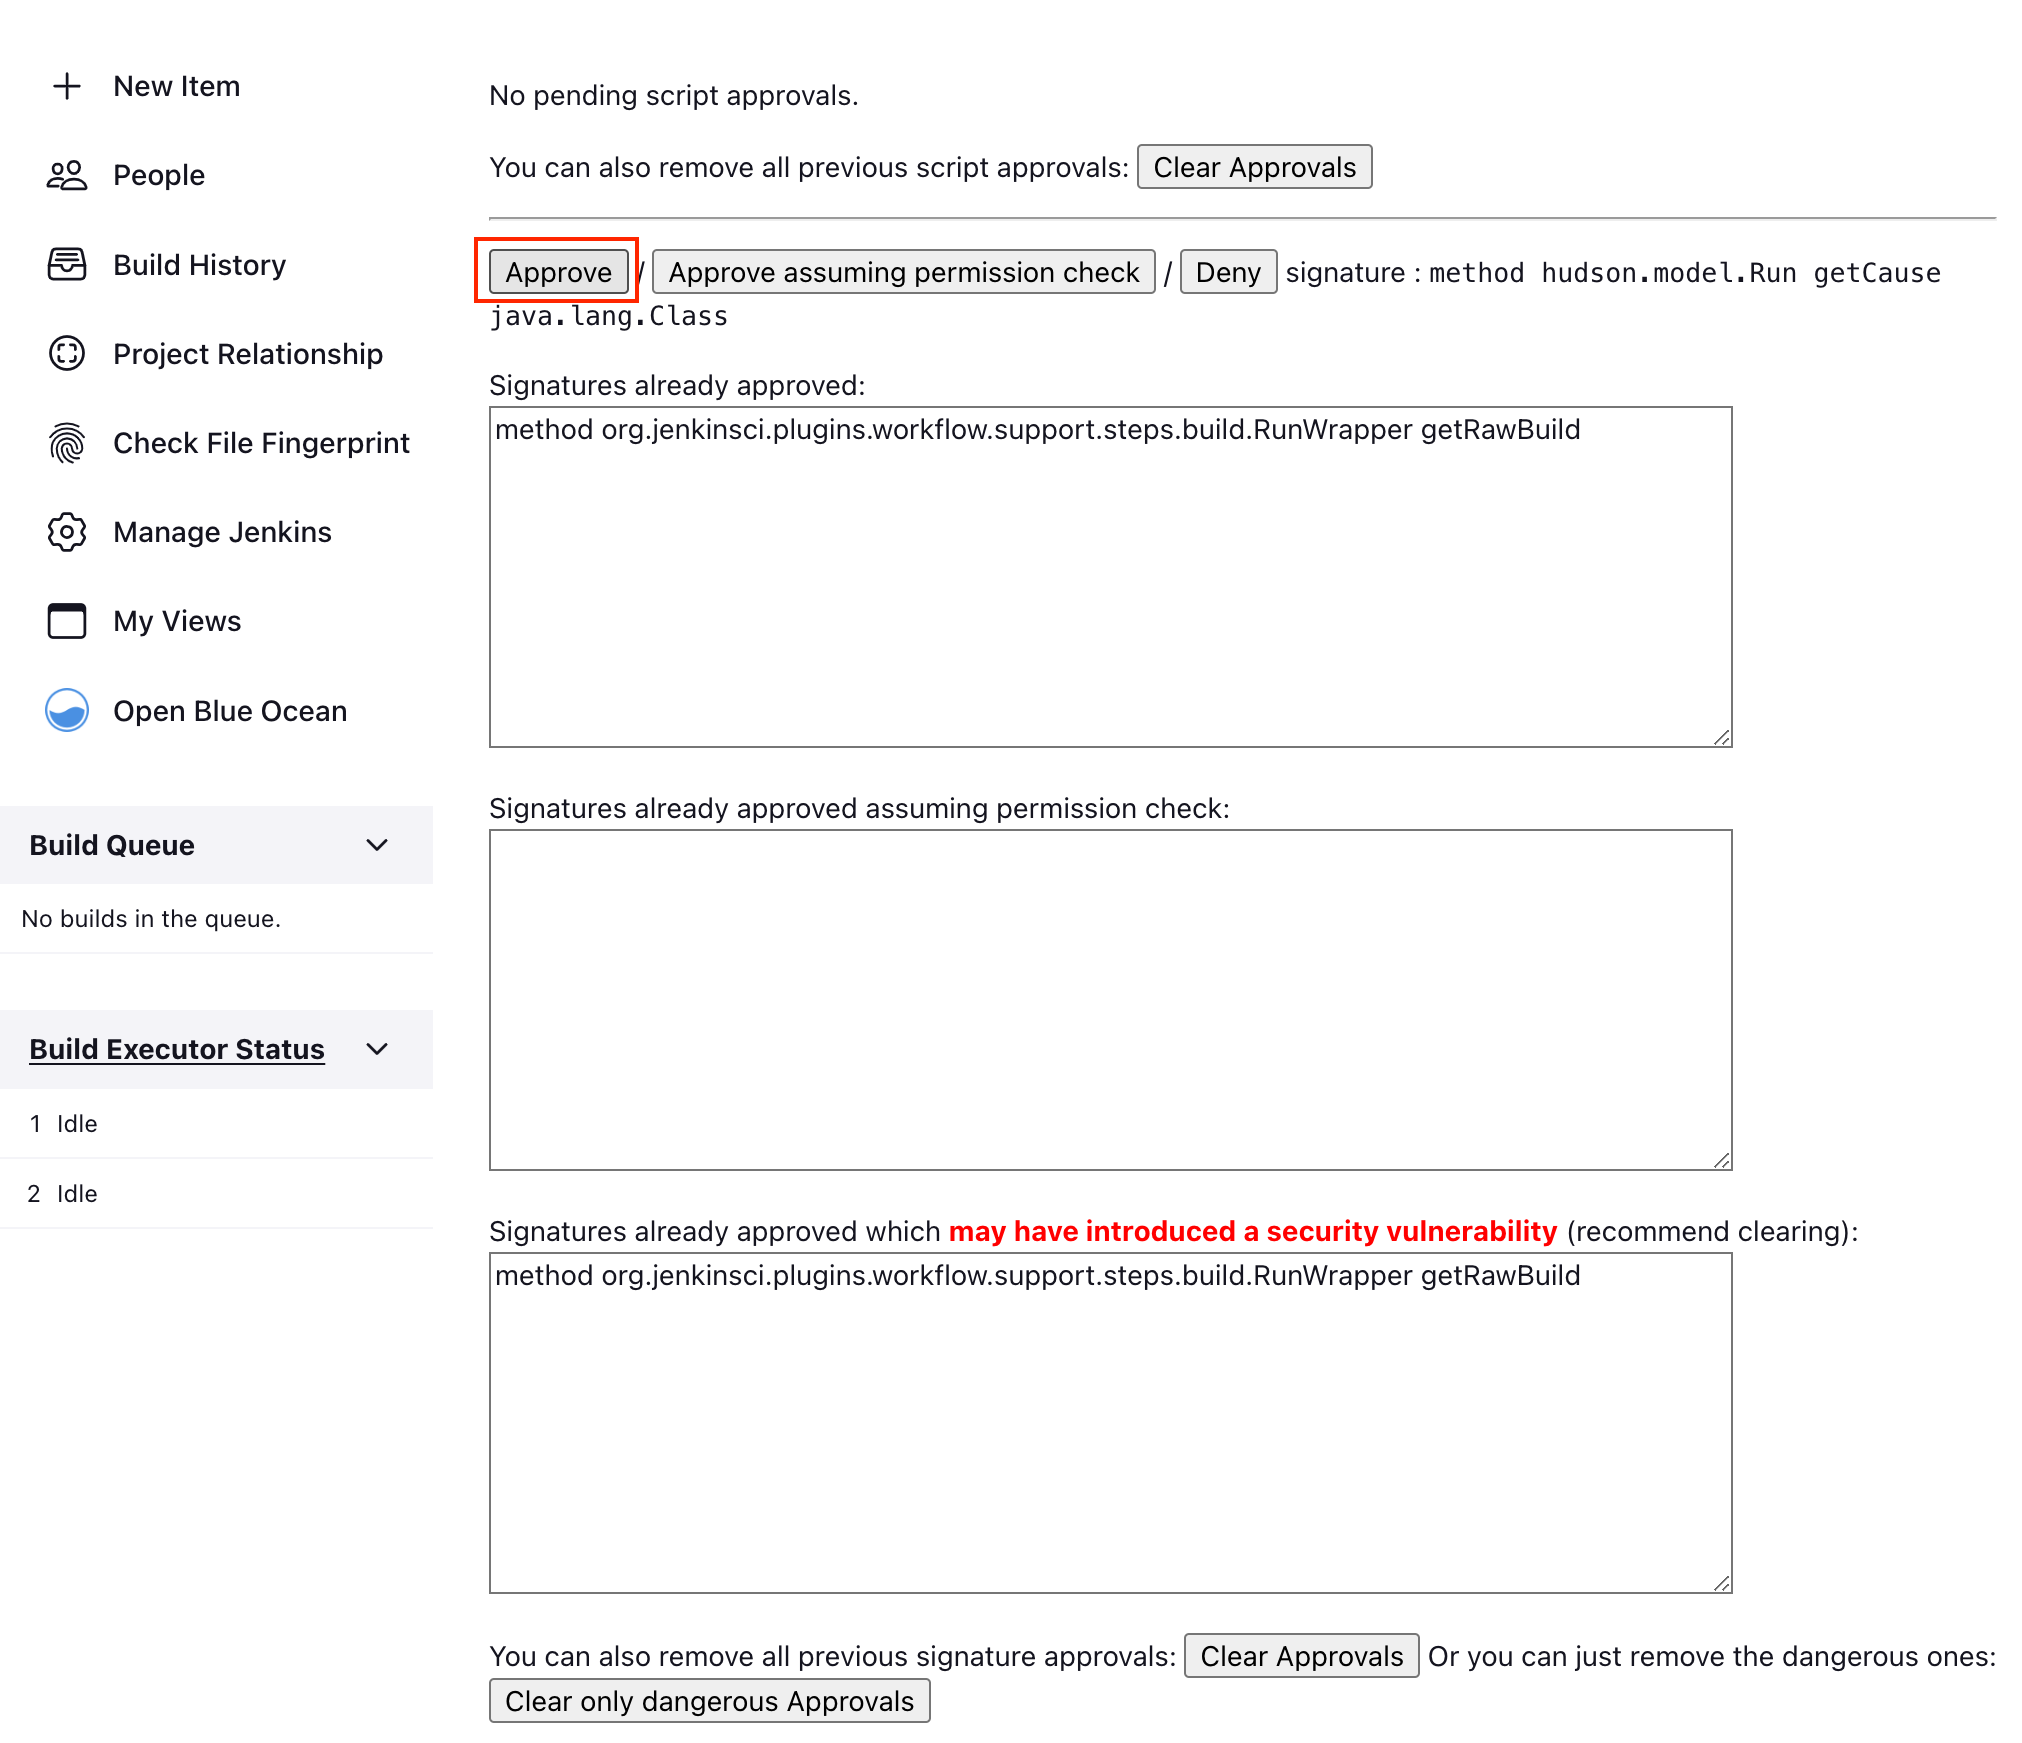 New Item
People
Build History
Project Relationship
Check File Fingerprint
Manage Jenkins
My Views
Open Blue Ocean
Build Queue
No builds in the queue.
Build Executor Status
1 Idle
2 Idle
No pending script approvals.
You can also remove all previous script approvals: Clear Approvals
Approve / Approve assuming permission check / Deny signature : method hudson.model.Run getCause
java.lang.Class
Signatures already approved:
method org.jenkinsci.plugins.workflow.support.steps.build.RunWrapper getRawBuild
Signatures already approved assuming permission check:
Signatures already approved which may have introduced a security vulnerability (recommend clearing):
method org.jenkinsci.plugins.workflow.support.steps.build.RunWrapper getRawBuild
You can also remove all previous signature approvals: Clear Approvals Or you can just remove the dangerous ones:
Clear only dangerous Approvals